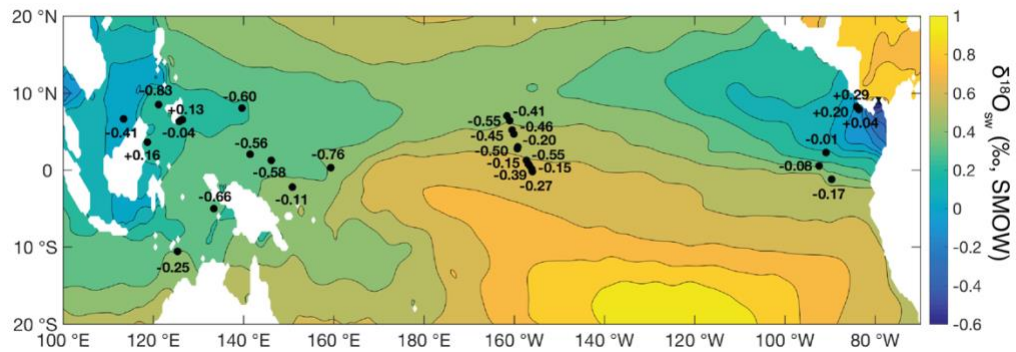 20 °N
10 °N
0
10 °S
20 °S
100 °E
120 °E
140 °E
160 °E
180 °W
160 °W
140 °W
120 °W
100 °W
80 °W
-0.83
+0.13
-0.60
-0.41
-0.04
+0.16
-0.56
-0.58
-0.76
-0.11
-0.66
-0.25
-0.41
-0.55
-0.46
-0.45
-0.20
-0.50
-0.55
-0.15
-0.15
-0.39
-0.27
+0.29
+0.20
+0.04
-0.01
-0.08
-0.17
1
0.8
0.6
0.4
0.2
0
-0.2
-0.4
-0.6
δ18Osw (‰, SMOW)